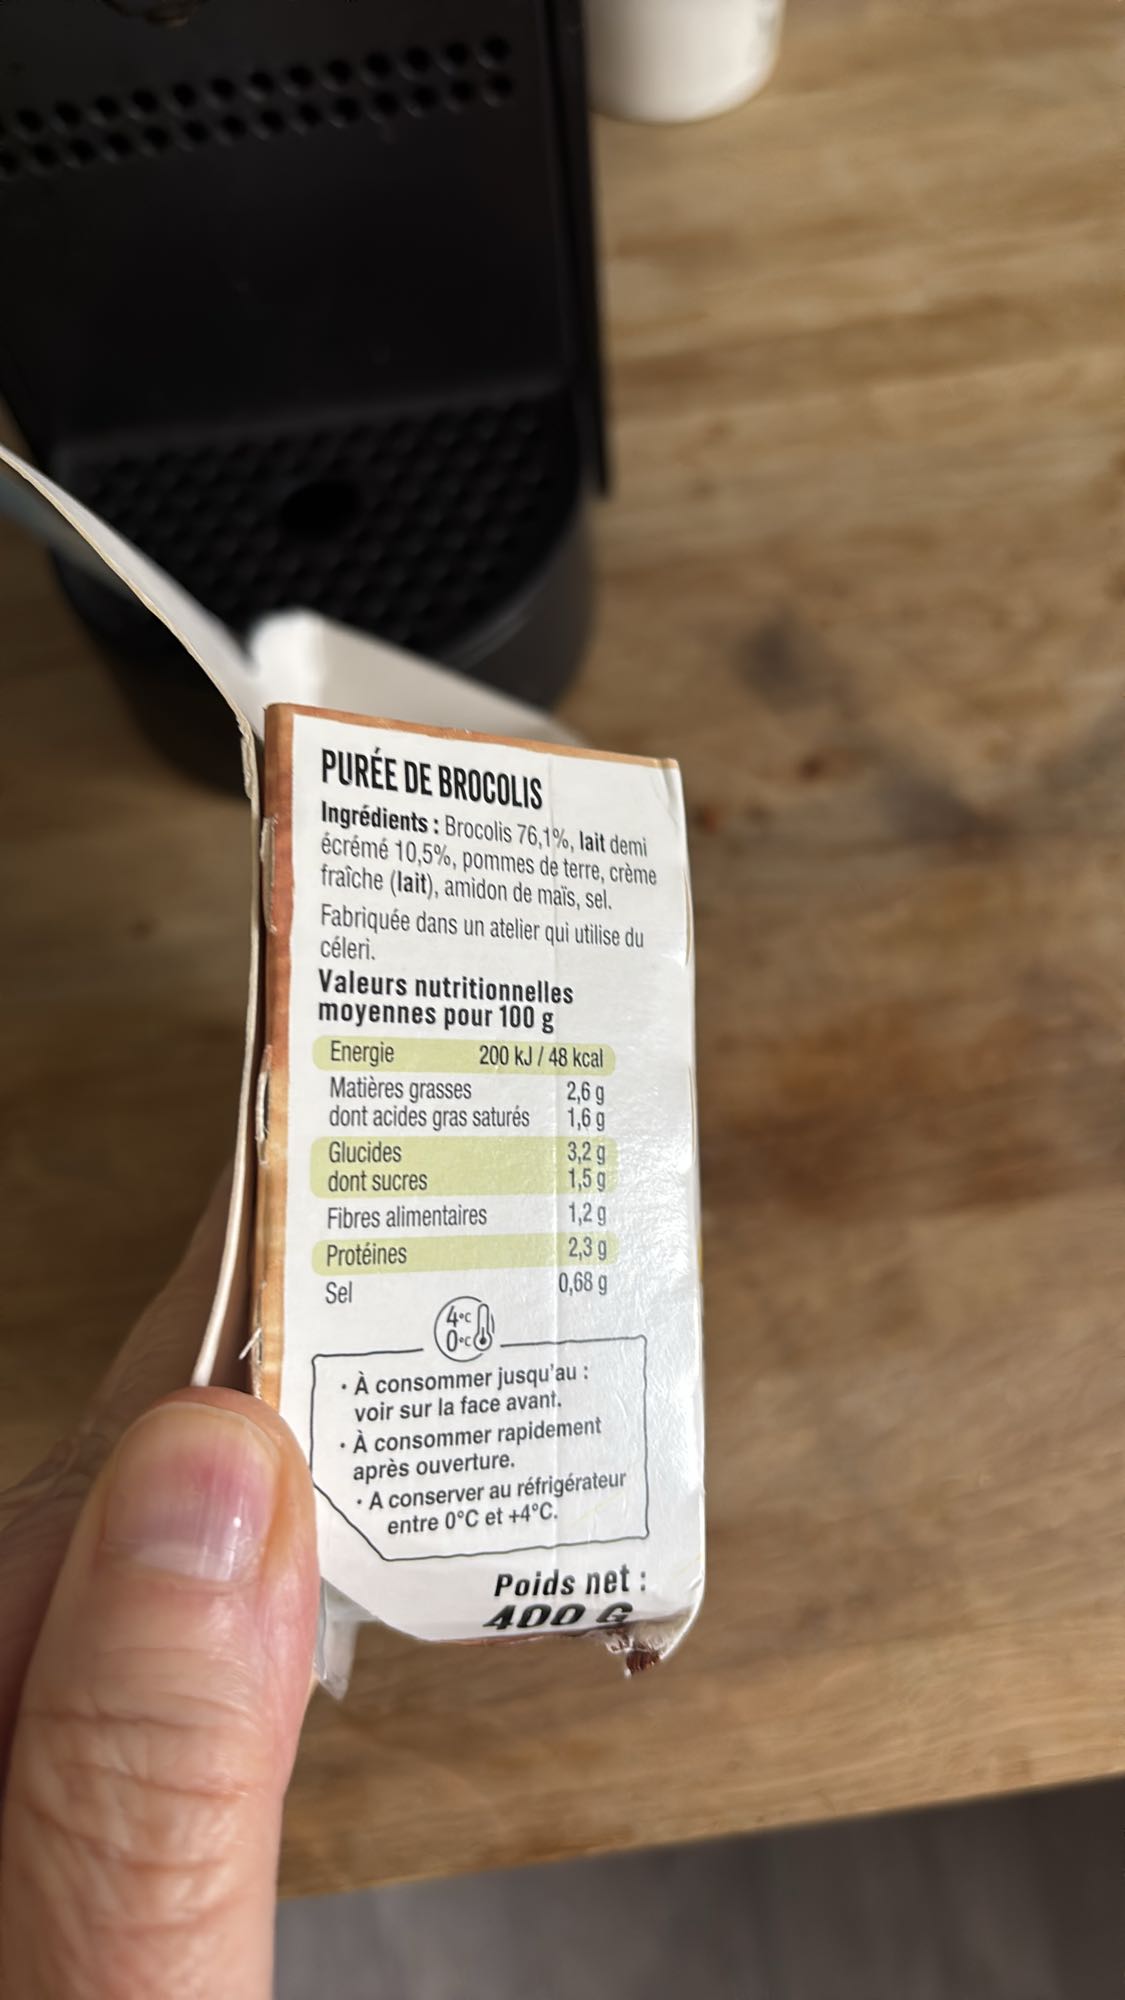 PURÉE DE BROCOLIS
Ingrédients : Brocolis 76,1%, lait demi
écrémé 10,5%, pommes de terre, crème
fraîche (lait), amidon de maïs, sel.
Fabriquée dans un atelier qui utilise du
céleri.
Valeurs nutritionnelles
moyennes pour 100 g
Energie 200 kJ / 48 kcal
Matières grasses 2,6 g
dont acides gras saturés 1,6 g
Glucides 3,2 g
dont sucres 1,5 g
Fibres alimentaires 1,2 g
Protéines 2,3 g
Sel 0,68 g
4°C
0°C
• À consommer jusqu'au :
voir sur la face avant.
• À consommer rapidement
après ouverture.
• A conserver au réfrigérateur
entre 0°C et +4°C.
Poids net :
400 G